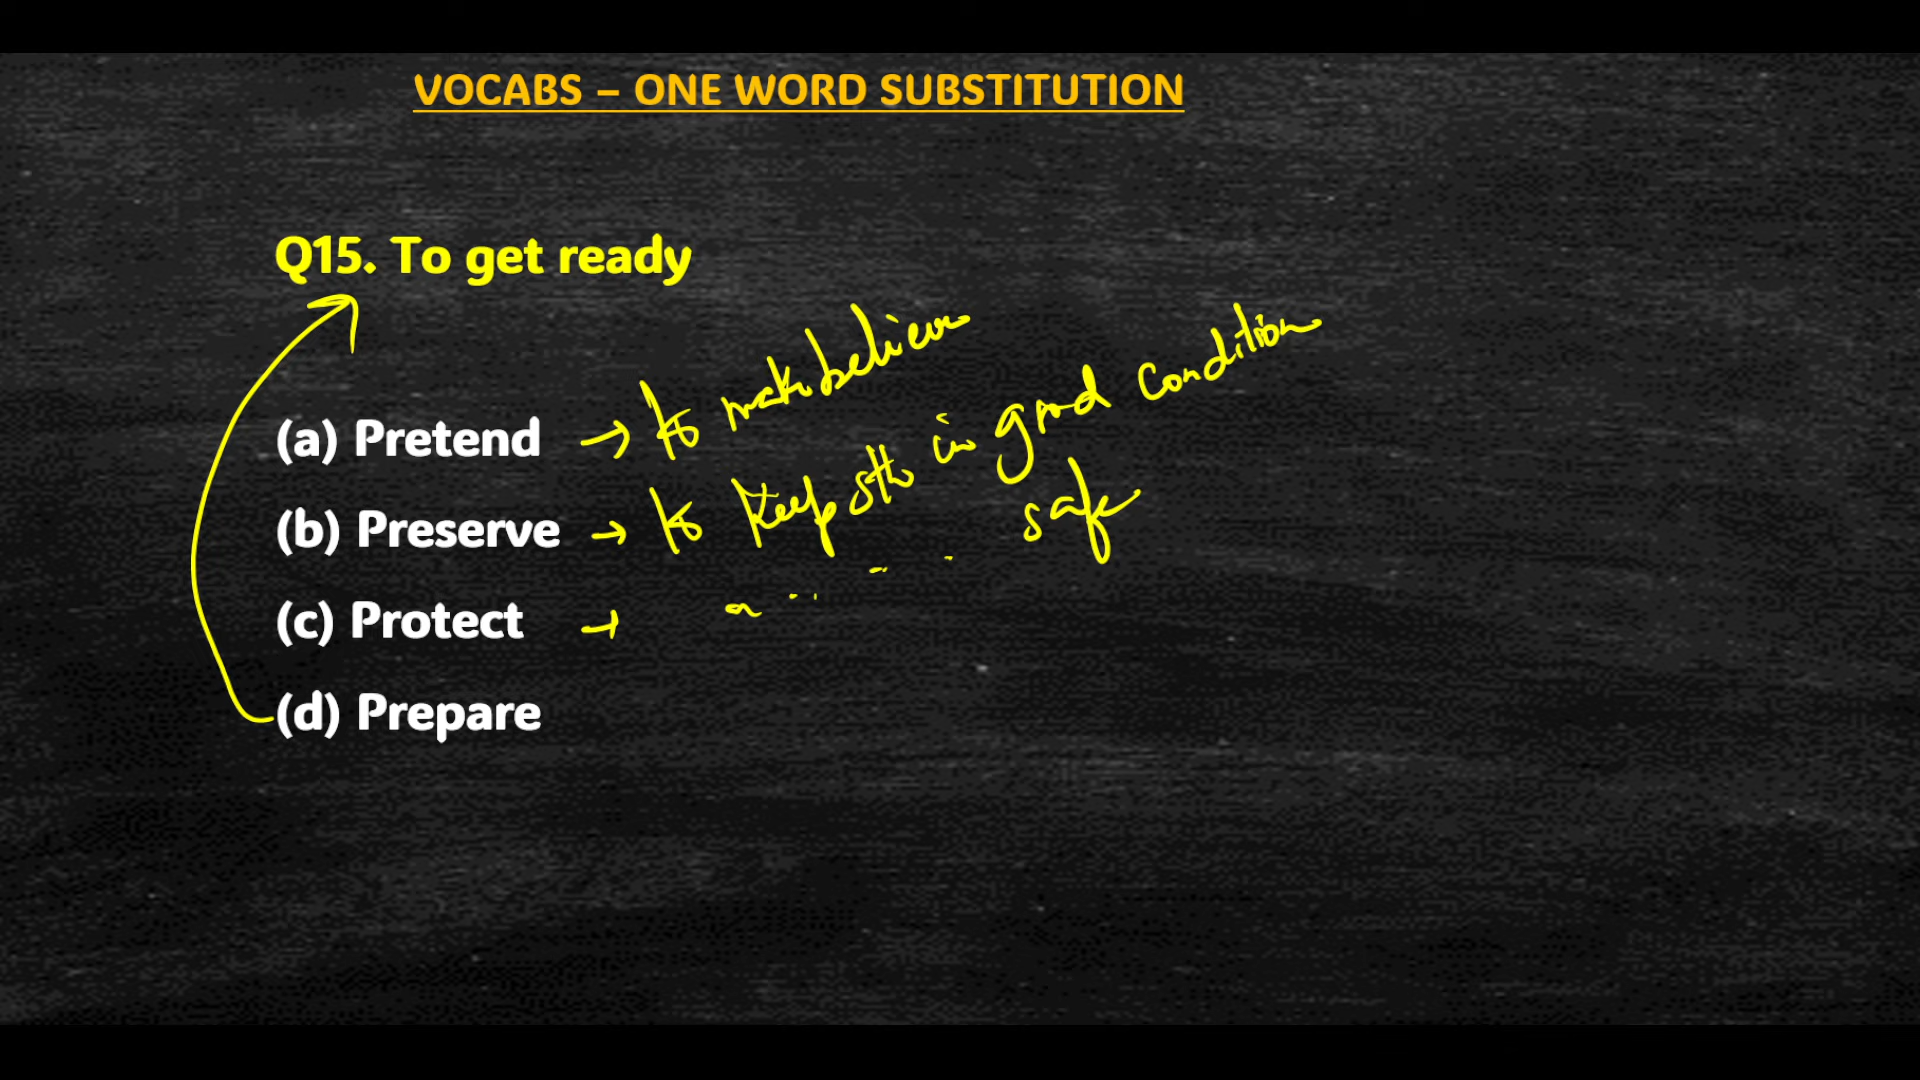 VOCABS – ONE WORD SUBSTITUTION
Q15. To get ready
(a) Pretend → to make believe
(b) Preserve → to keep sth in good condition
(c) Protect → " " " " safe
(d) Prepare